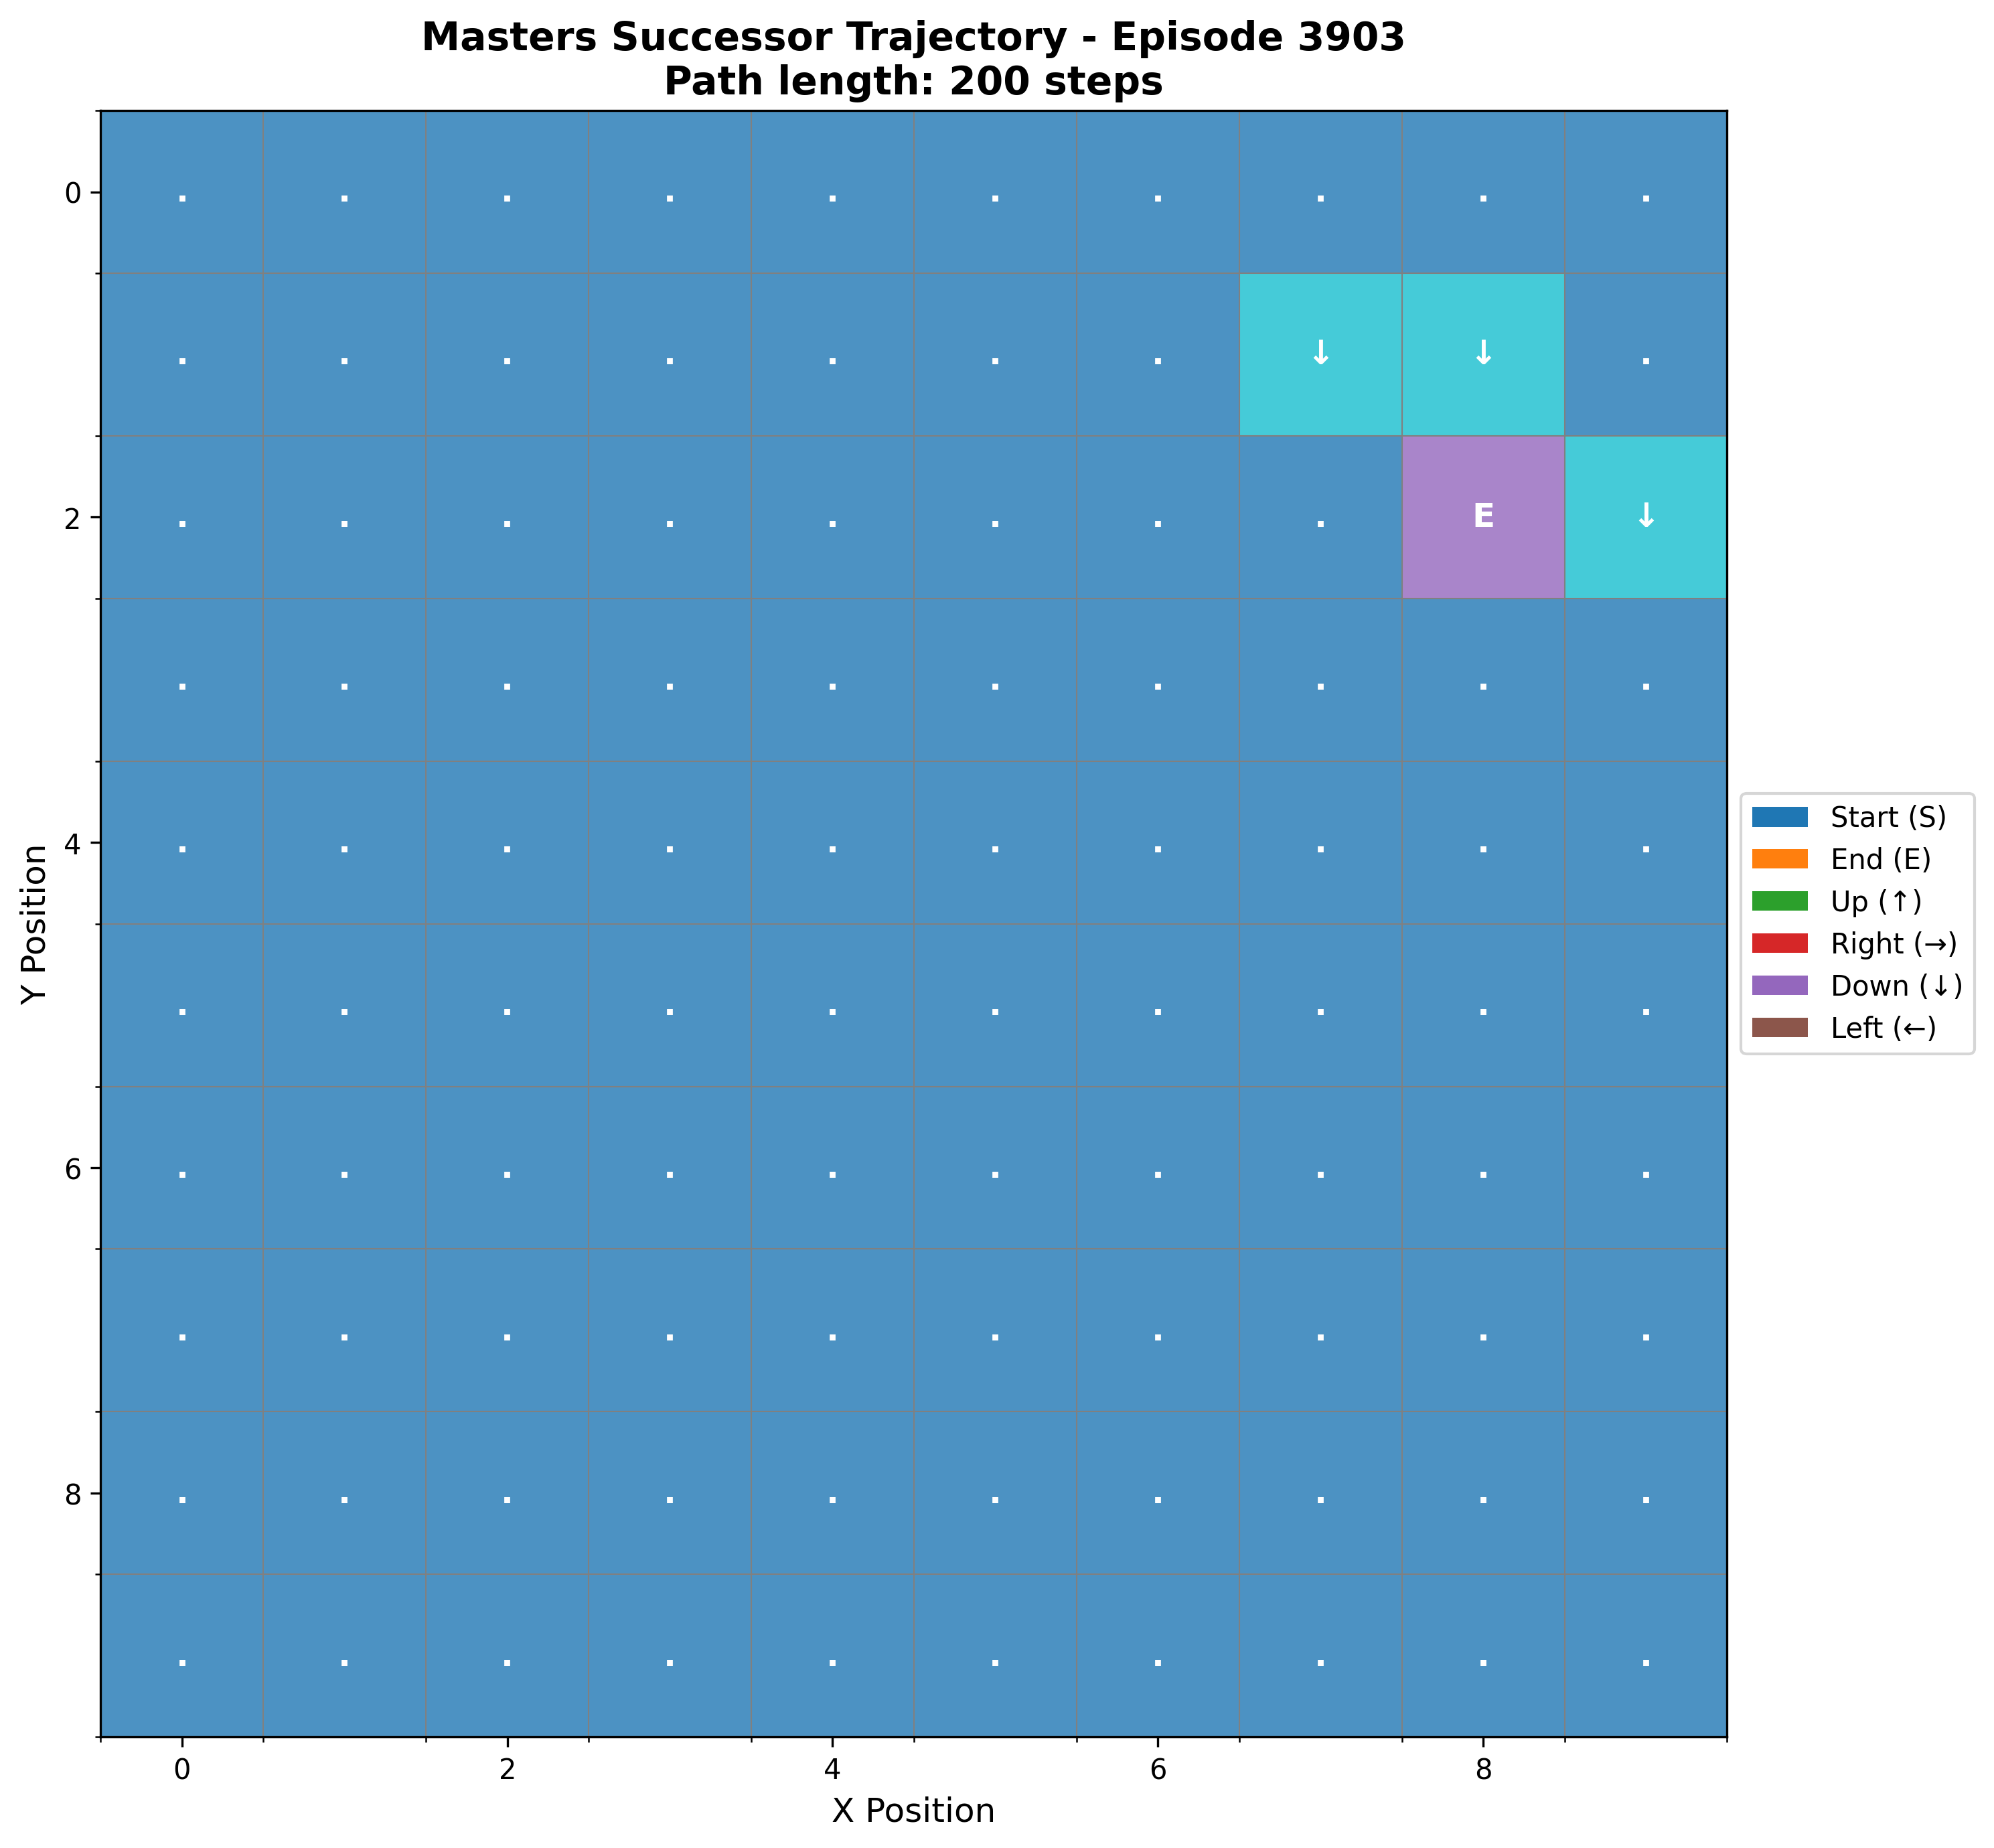 Masters Successor Trajectory - Episode 3903
Path length: 200 steps
0
↓ ↓
2
E ↓
4
6
8
0 2 4 6 8
X Position
Y Position
Start (S)
End (E)
Up (↑)
Right (→)
Down (↓)
Left (←)